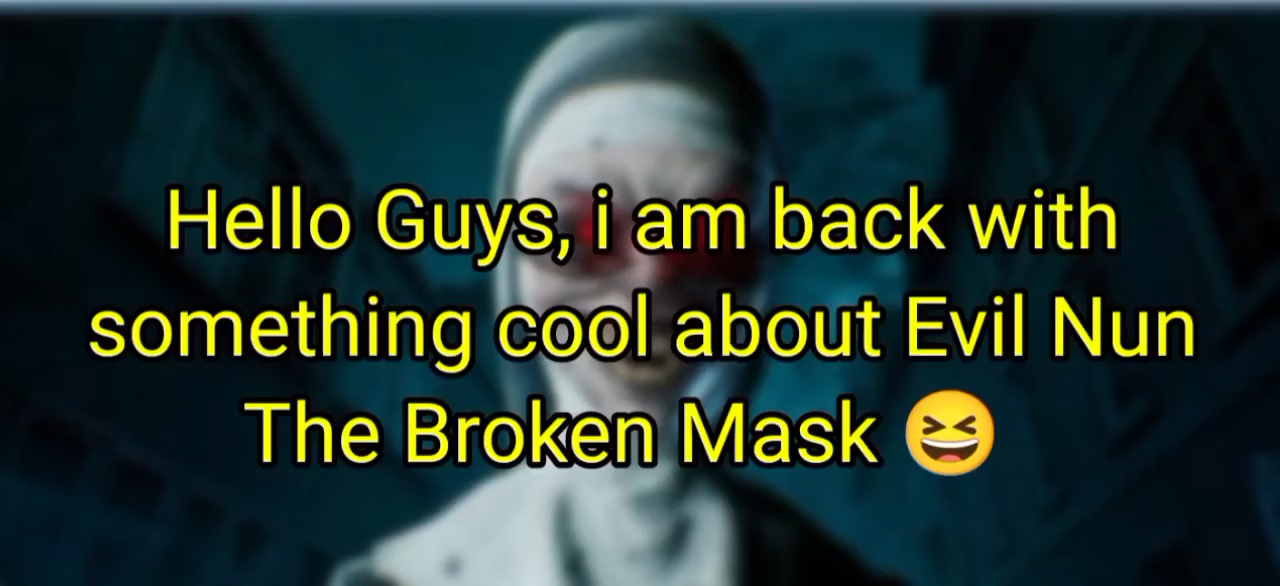 Hello Guys, i am back with
something cool about Evil Nun
The Broken Mask 😆